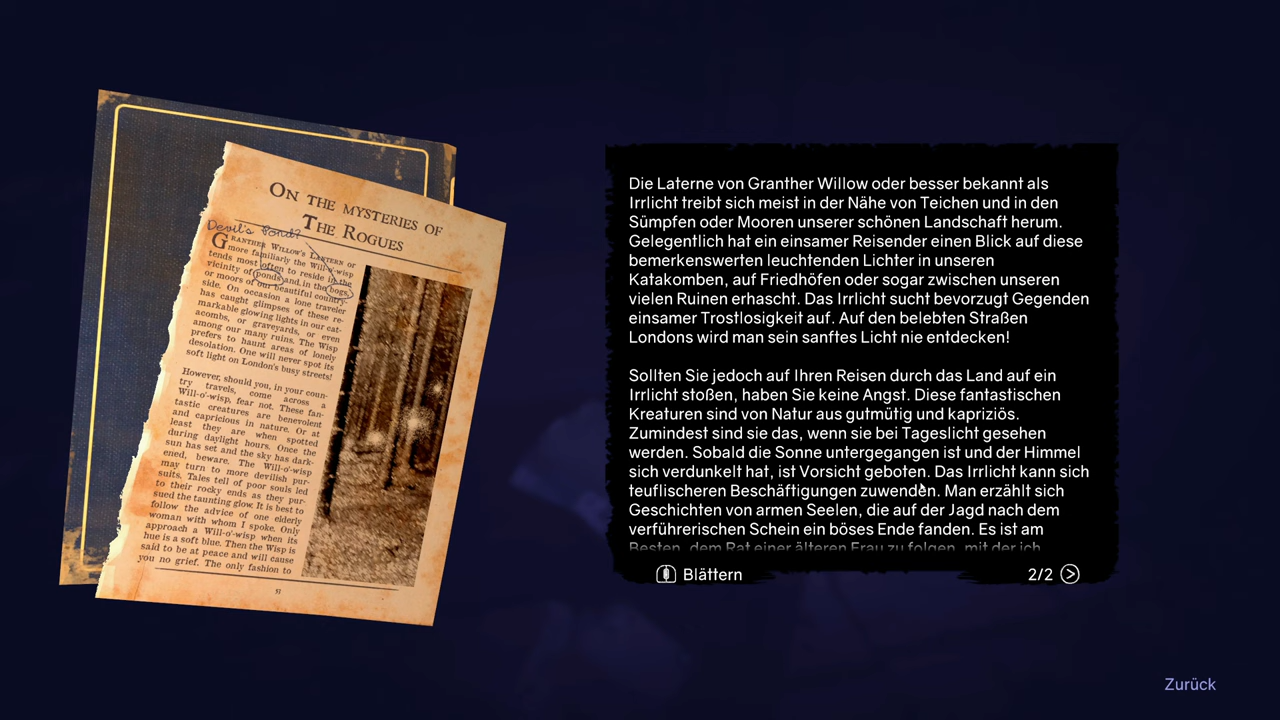 ON THE MYSTERIES OF
THE ROGUES
Devil's Pond?
GRANTHER WILLOW'S LANTERN OR
more familiarly the Will-o'-wisp
tends most often to reside in the
vicinity of ponds and in the bogs,
or moors of our beautiful country-
side. On occasion a lone traveler
has caught glimpses of these re-
markable glowing lights in our cat-
acombs, or graveyards, or even
among our many ruins. The Wisp
prefers to haunt areas of lonely
desolation. One will never spot its
soft light on London's busy streets!
However, should you, in your coun-
try travels, come across a
Will-o'-wisp, fear not. These fan-
tastic creatures are benevolent
and capricious in nature. Or at
least they are when spotted
during daylight hours. Once the
sun has set and the sky has dark-
ened, beware. The Will-o'-wisp
may turn to more devilish pur-
suits. Tales tell of poor souls led
to their rocky ends as they pur-
sued the taunting glow. It is best to
follow the advice of one elderly
woman with whom I spoke. Only
approach a Will-o'-wisp when its
hue is a soft blue. Then the Wisp is
said to be at peace and will cause
you no grief. The only fashion to
Die Laterne von Granther Willow oder besser bekannt als
Irrlicht treibt sich meist in der Nähe von Teichen und in den
Sümpfen oder Mooren unserer schönen Landschaft herum.
Gelegentlich hat ein einsamer Reisender einen Blick auf diese
bemerkenswerten leuchtenden Lichter in unseren
Katakomben, auf Friedhöfen oder sogar zwischen unseren
vielen Ruinen erhascht. Das Irrlicht sucht bevorzugt Gegenden
einsamer Trostlosigkeit auf. Auf den belebten Straßen
Londons wird man sein sanftes Licht nie entdecken!
Sollten Sie jedoch auf Ihren Reisen durch das Land auf ein
Irrlicht stoßen, haben Sie keine Angst. Diese fantastischen
Kreaturen sind von Natur aus gutmütig und kapriziös.
Zumindest sind sie das, wenn sie bei Tageslicht gesehen
werden. Sobald die Sonne untergegangen ist und der Himmel
sich verdunkelt hat, ist Vorsicht geboten. Das Irrlicht kann sich
teuflischeren Beschäftigungen zuwenden. Man erzählt sich
Geschichten von armen Seelen, die auf der Jagd nach dem
verführerischen Schein ein böses Ende fanden. Es ist am
Besten, dem Rat einer älteren Frau zu folgen, mit der ich
Blättern
2/2
Zurück